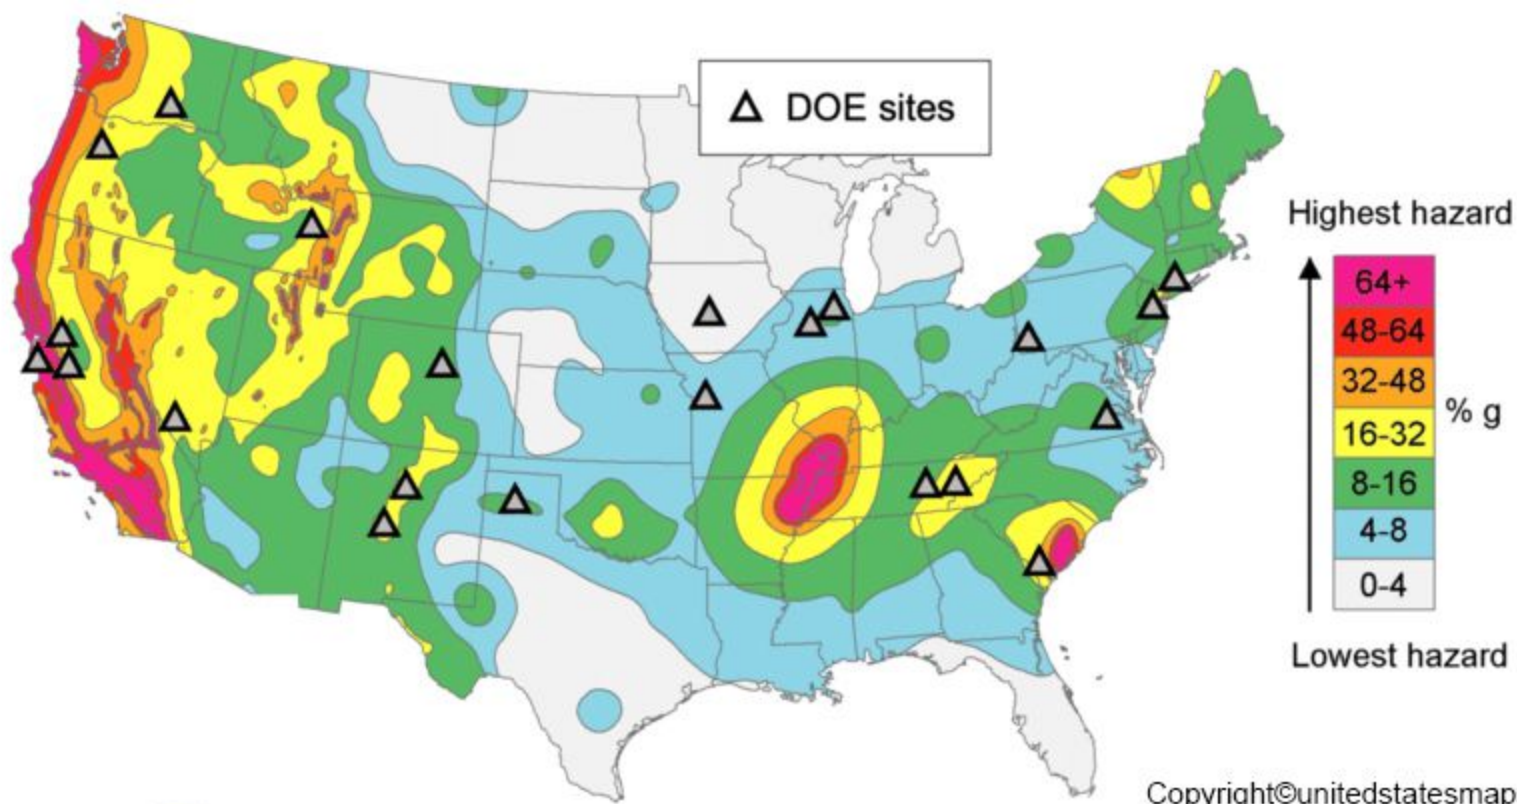 DOE sites
Highest hazard
64+
48-64
32-48
16-32
8-16
4-8
0-4
% g
Lowest hazard
Copyright©unitedstatesmap